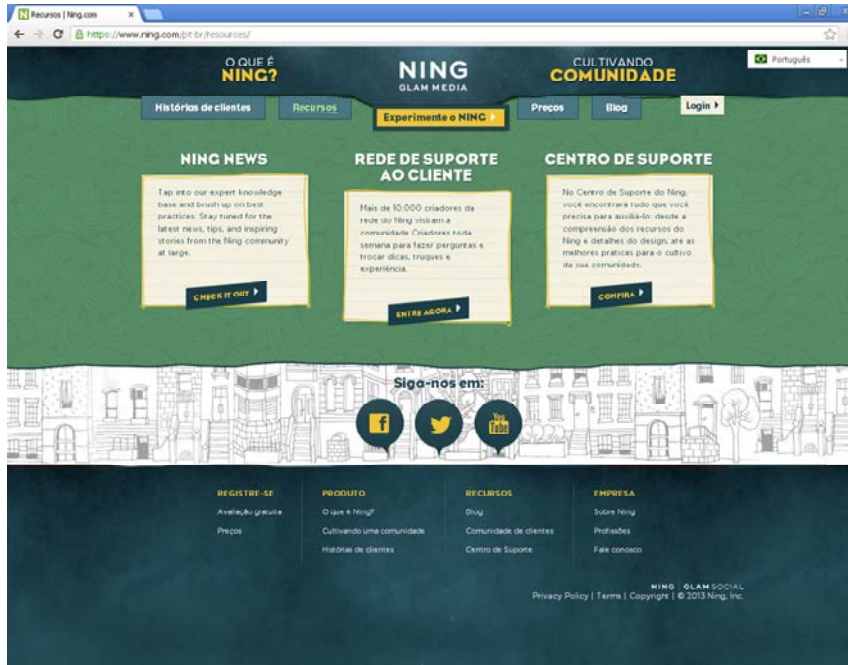 Recursos | Ning.com
https://www.ning.com/pt-br/resources/
O QUE É
NING?
NING
GLAM MEDIA
CULTIVANDO
COMUNIDADE
Português
Histórias de clientes
Recursos
Experimente o NING
Preços
Blog
Login
NING NEWS
Tap into our expert knowledge
base and brush up on best
practices. Stay tuned for the
latest news, tips, and inspiring
stories from the Ning community
at large.
CHECK IT OUT
REDE DE SUPORTE
AO CLIENTE
Mais de 10.000 criadores da
rede do Ning visitam a
comunidade Criadores toda
semana para fazer perguntas e
trocar dicas, truques e
experiência.
ENTRE AGORA
CENTRO DE SUPORTE
No Centro de Suporte do Ning,
você encontrará tudo que você
precisa para auxiliá-lo: desde a
compreensão dos recursos do
Ning e detalhes do design, até as
melhores práticas para o cultivo
da sua comunidade.
CONFIRA
Siga-nos em:
You
Tube
REGISTRE-SE
Avaliação gratuita
Preços
PRODUTO
O que é Ning?
Cultivando uma comunidade
Histórias de clientes
RECURSOS
Blog
Comunidade de clientes
Centro de Suporte
EMPRESA
Sobre Ning
Profissões
Fale conosco
NING | GLAM SOCIAL
Privacy Policy | Terms | Copyright | © 2013 Ning, Inc.